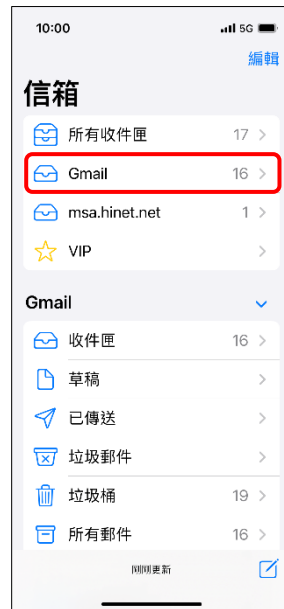 10:00 5G
編輯
信箱
所有收件匣 17
Gmail 16
msa.hinet.net 1
VIP
Gmail
收件匣 16
草稿
已傳送
垃圾郵件
垃圾桶 19
所有郵件 16
剛剛更新